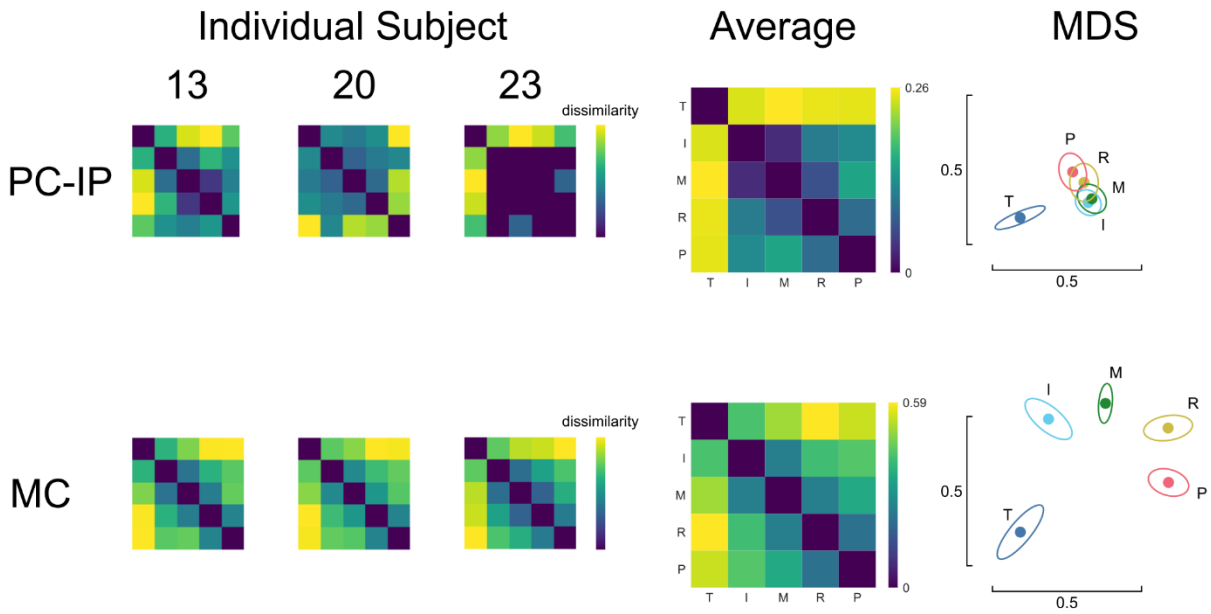 Individual Subject
Average
MDS
13
20
23
dissimilarity
PC-IP
T
I
M
R
P
T I M R P
0.26
0
0.5
P
R
M
T
I
0.5
dissimilarity
MC
T
I
M
R
P
T I M R P
0.59
0
0.5
I
M
R
P
T
0.5